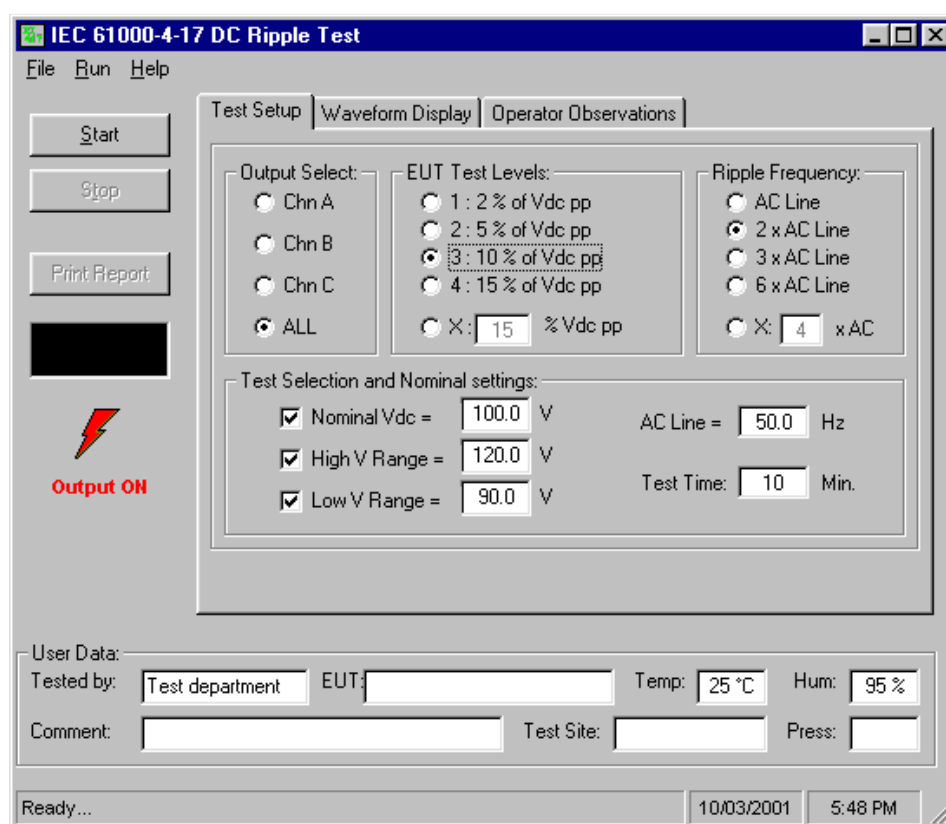 IEC 61000-4-17 DC Ripple Test
File Run Help
Start
Stop
Print Report
Output ON
Test Setup
Waveform Display
Operator Observations
Output Select:
Chn A
Chn B
Chn C
ALL
EUT Test Levels:
1 : 2 % of Vdc pp
2 : 5 % of Vdc pp
3 : 10 % of Vdc pp
4 : 15 % of Vdc pp
X : 15 % Vdc pp
Ripple Frequency:
AC Line
2 x AC Line
3 x AC Line
6 x AC Line
X: 4 x AC
Test Selection and Nominal settings:
Nominal Vdc = 100.0 V
High V Range = 120.0 V
Low V Range = 90.0 V
AC Line = 50.0 Hz
Test Time: 10 Min.
User Data:
Tested by: Test department EUT: Temp: 25 °C Hum: 95 %
Comment: Test Site: Press:
Ready... 10/03/2001 5:48 PM